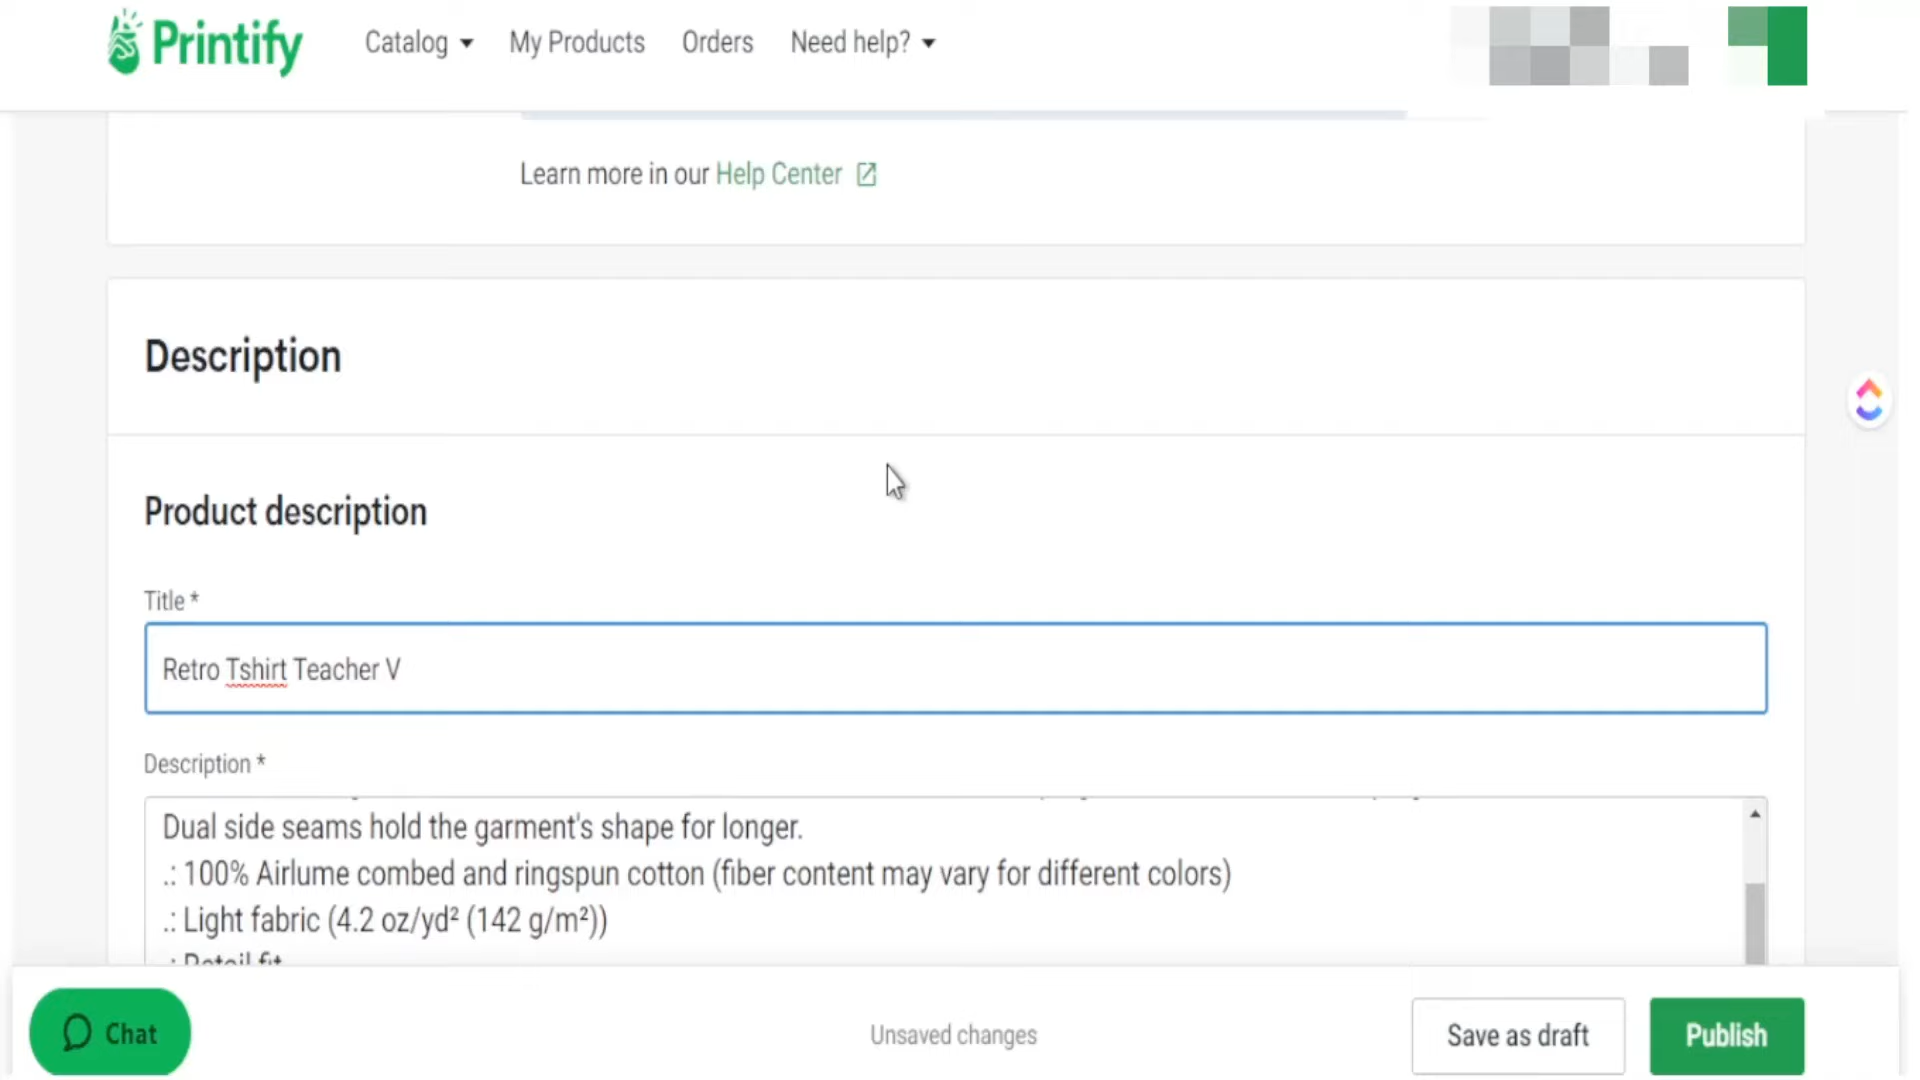 Printify
Catalog My Products Orders Need help?
Learn more in our Help Center
Description
Product description
Title *
Retro Tshirt Teacher V
Description *
Dual side seams hold the garment's shape for longer.
.: 100% Airlume combed and ringspun cotton (fiber content may vary for different colors)
.: Light fabric (4.2 oz/yd² (142 g/m²))
.: Retail fit
Chat
Unsaved changes
Save as draft
Publish